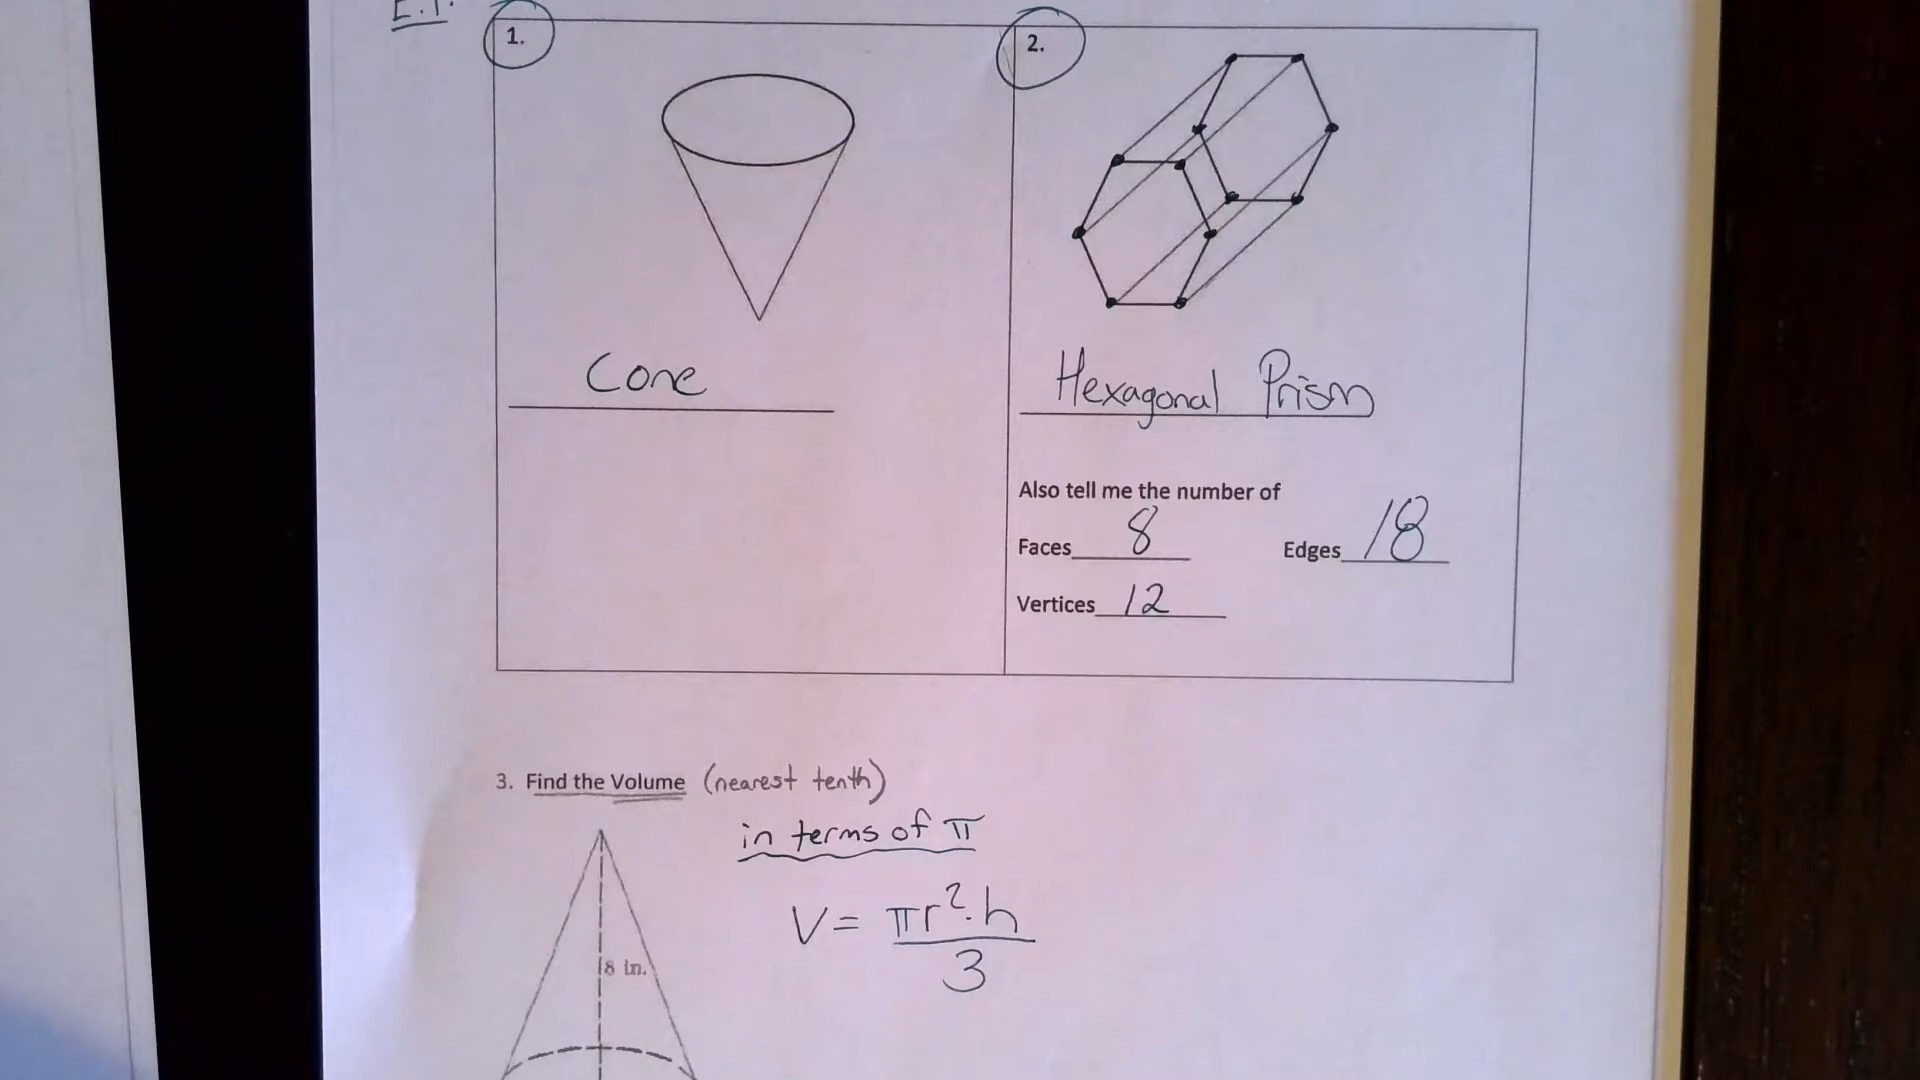 E.T.
1.
2.
Cone
Hexagonal Prism
Also tell me the number of
Faces 8 Edges 18
Vertices 12
3. Find the Volume (nearest tenth)
in terms of π
V = πr²·h
3
8 in.